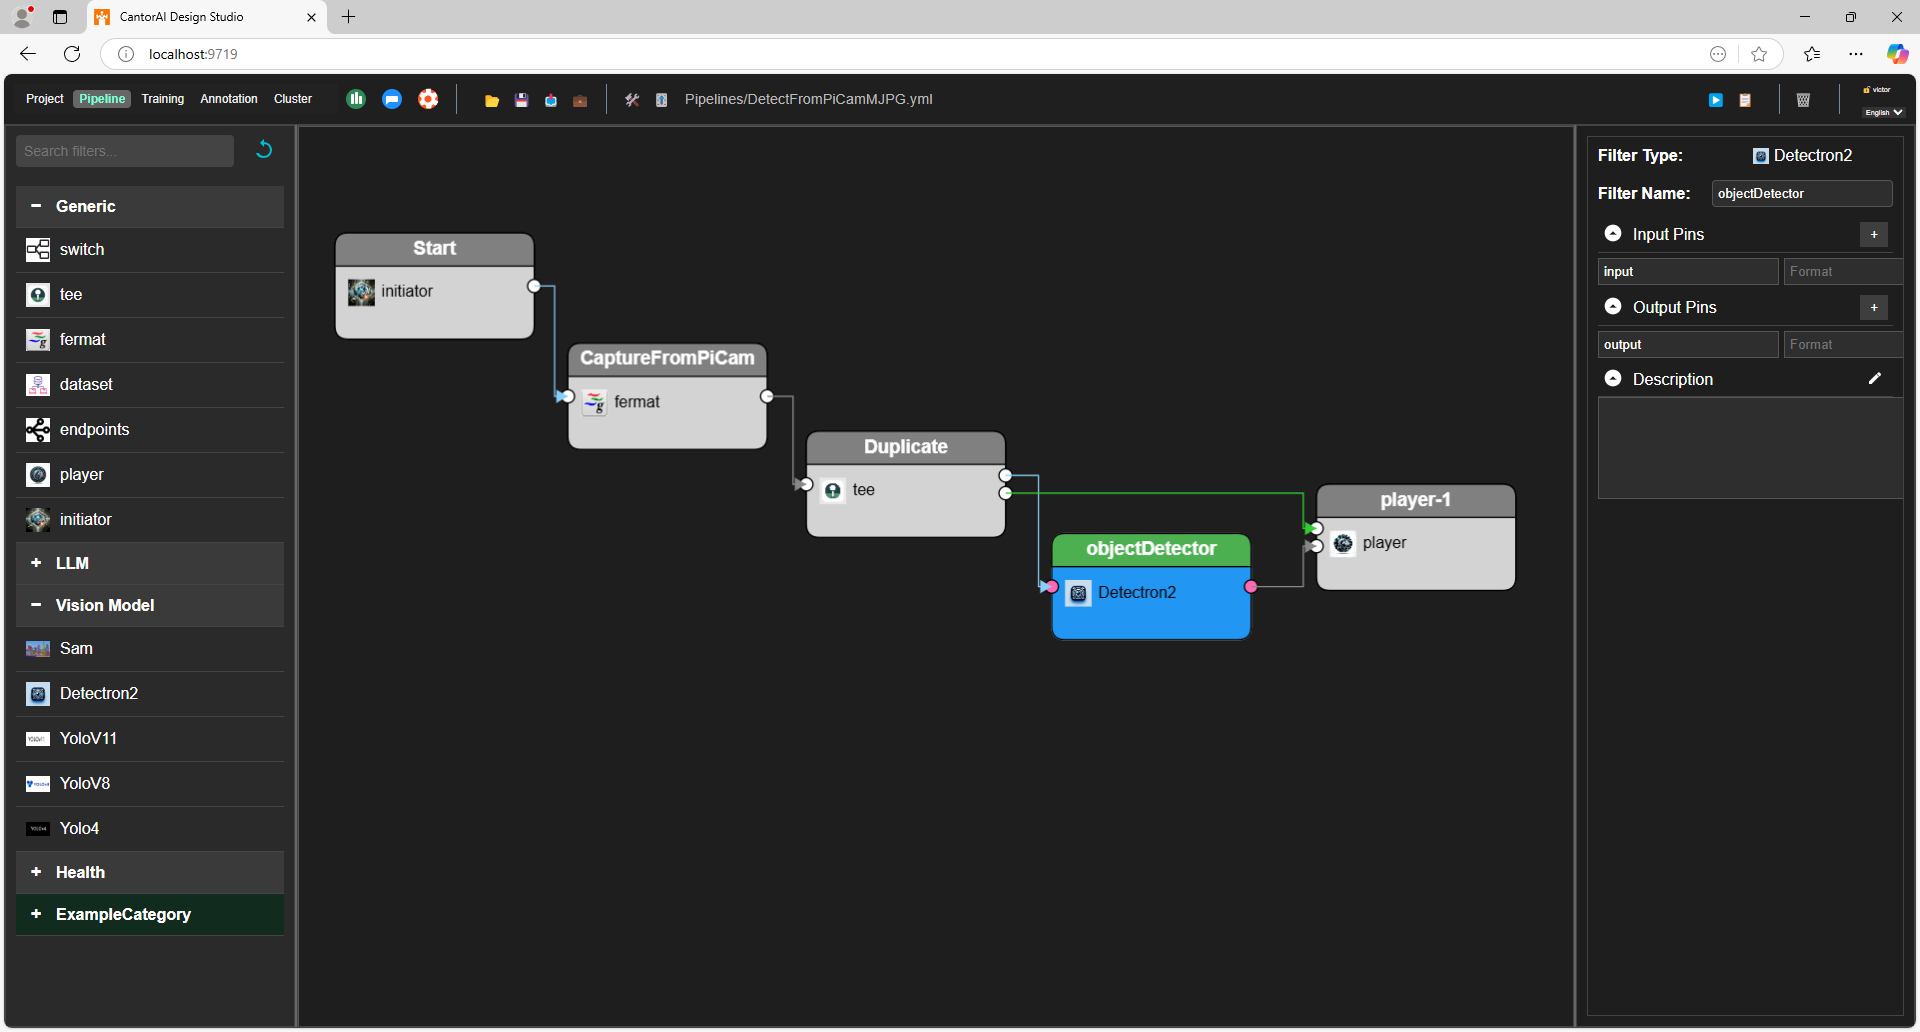 CantorAI Design Studio
localhost:9719
Project Pipeline Training Annotation Cluster
Pipelines/DetectFromPiCamMJPG.yml
victor
English
Search filters...
Generic
switch
tee
fermat
dataset
endpoints
player
initiator
LLM
Vision Model
Sam
Detectron2
YoloV11
YoloV8
Yolo4
Health
ExampleCategory
Start
initiator
CaptureFromPiCam
fermat
Duplicate
tee
objectDetector
Detectron2
player-1
player
Filter Type: Detectron2
Filter Name: objectDetector
Input Pins +
input Format
Output Pins +
output Format
Description